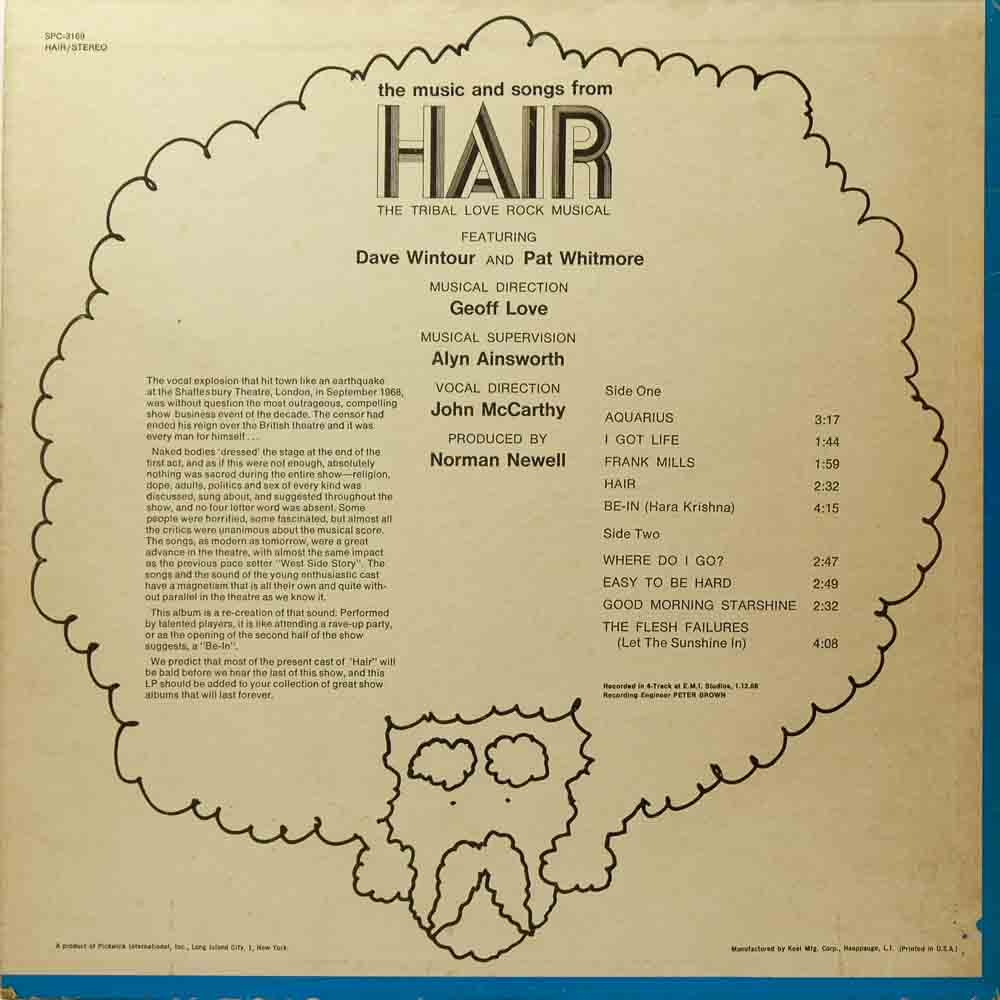 SPC-3169
HAIR/STEREO
the music and songs from
HAIR
THE TRIBAL LOVE ROCK MUSICAL
FEATURING
Dave Wintour AND Pat Whitmore
MUSICAL DIRECTION
Geoff Love
MUSICAL SUPERVISION
Alyn Ainsworth
VOCAL DIRECTION
John McCarthy
PRODUCED BY
Norman Newell
The vocal explosion that hit town like an earthquake
at the Shaftesbury Theatre, London, in September 1968,
was without question the most outrageous, compelling
show business event of the decade. The censor had
ended his reign over the British theatre and it was
every man for himself...
Naked bodies 'dressed' the stage at the end of the
first act, and as if this were not enough, absolutely
nothing was sacred during the entire show—religion,
dope, adults, politics and sex of every kind was
discussed, sung about, and suggested throughout the
show, and no four letter word was absent. Some
people were horrified, some fascinated, but almost all
the critics were unanimous about the musical score.
The songs, as modern as tomorrow, were a great
advance in the theatre, with almost the same impact
as the previous pace setter "West Side Story". The
songs and the sound of the young enthusiastic cast
have a magnetism that is all their own and quite with-
out parallel in the theatre as we know it.
This album is a re-creation of that sound. Performed
by talented players, it is like attending a rave-up party,
or as the opening of the second half of the show
suggests, a "Be-In".
We predict that most of the present cast of "Hair" will
be bald before we hear the last of this show, and this
LP should be added to your collection of great show
albums that will last forever.
Side One
AQUARIUS 3:17
I GOT LIFE 1:44
FRANK MILLS 1:59
HAIR 2:32
BE-IN (Hara Krishna) 4:15
Side Two
WHERE DO I GO? 2:47
EASY TO BE HARD 2:49
GOOD MORNING STARSHINE 2:32
THE FLESH FAILURES
(Let The Sunshine In) 4:08
Recorded in 4-Track at E.M.I. Studios, 1.12.68
Recording Engineer PETER BROWN
A product of Pickwick International, Inc., Long Island City, 1, New York.
Manufactured by Keel Mfg. Corp., Hauppauge, L.I. (Printed in U.S.A.)